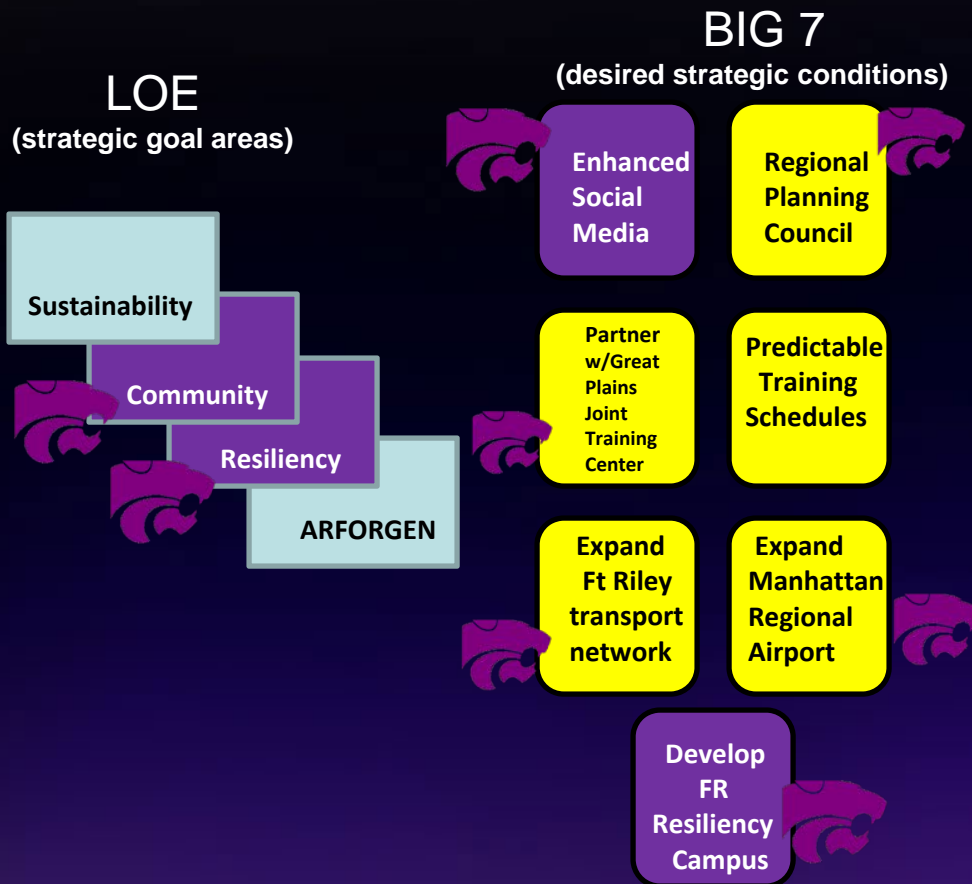 LOE
(strategic goal areas)
Sustainability
Community
Resiliency
ARFORGEN
BIG 7
(desired strategic conditions)
Enhanced
Social
Media
Regional
Planning
Council
Partner
w/Great
Plains
Joint
Training
Center
Predictable
Training
Schedules
Expand
Ft Riley
transport
network
Expand
Manhattan
Regional
Airport
Develop
FR
Resiliency
Campus